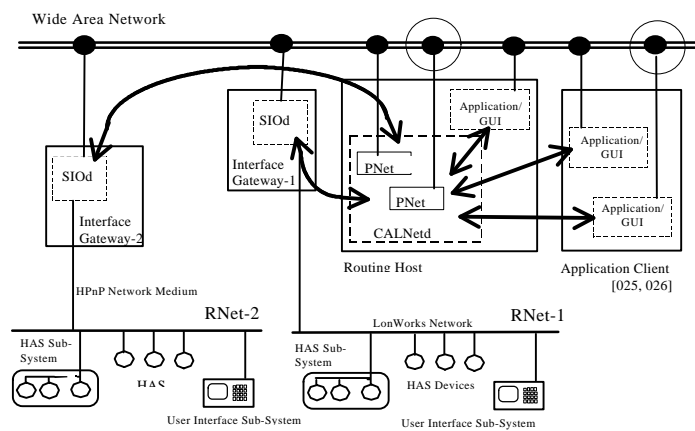 Wide Area Network
SIOd
Interface
Gateway-2
SIOd
Interface
Gateway-1
PNet
PNet
CALNetd
Application/
GUI
Routing Host
Application/
GUI
Application/
GUI
Application Client
[025, 026]
HPnP Network Medium
RNet-2
HAS Sub-
System
HAS
User Interface Sub-System
LonWorks Network
RNet-1
HAS Sub-
System
HAS Devices
User Interface Sub-System